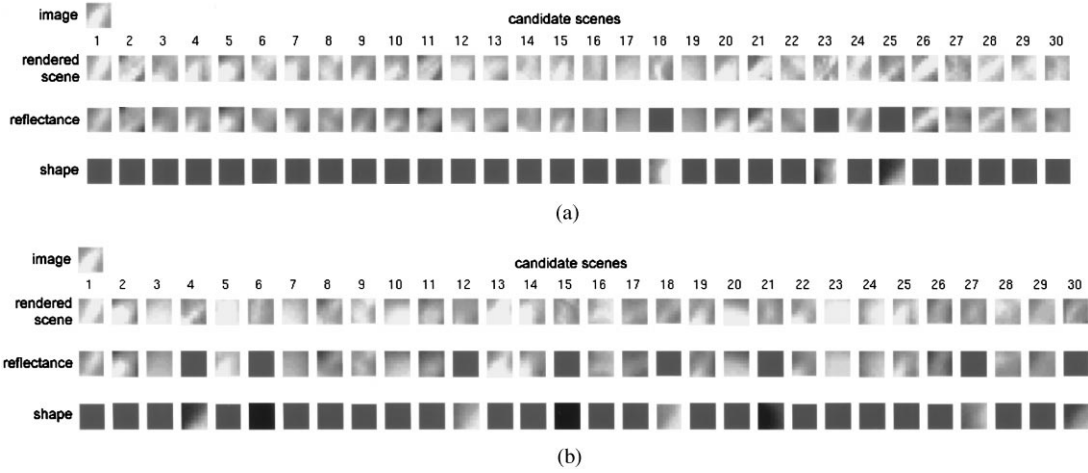 image
candidate scenes
1 2 3 4 5 6 7 8 9 10 11 12 13 14 15 16 17 18 19 20 21 22 23 24 25 26 27 28 29 30
rendered
scene
reflectance
shape
(a)
image
candidate scenes
1 2 3 4 5 6 7 8 9 10 11 12 13 14 15 16 17 18 19 20 21 22 23 24 25 26 27 28 29 30
rendered
scene
reflectance
shape
(b)